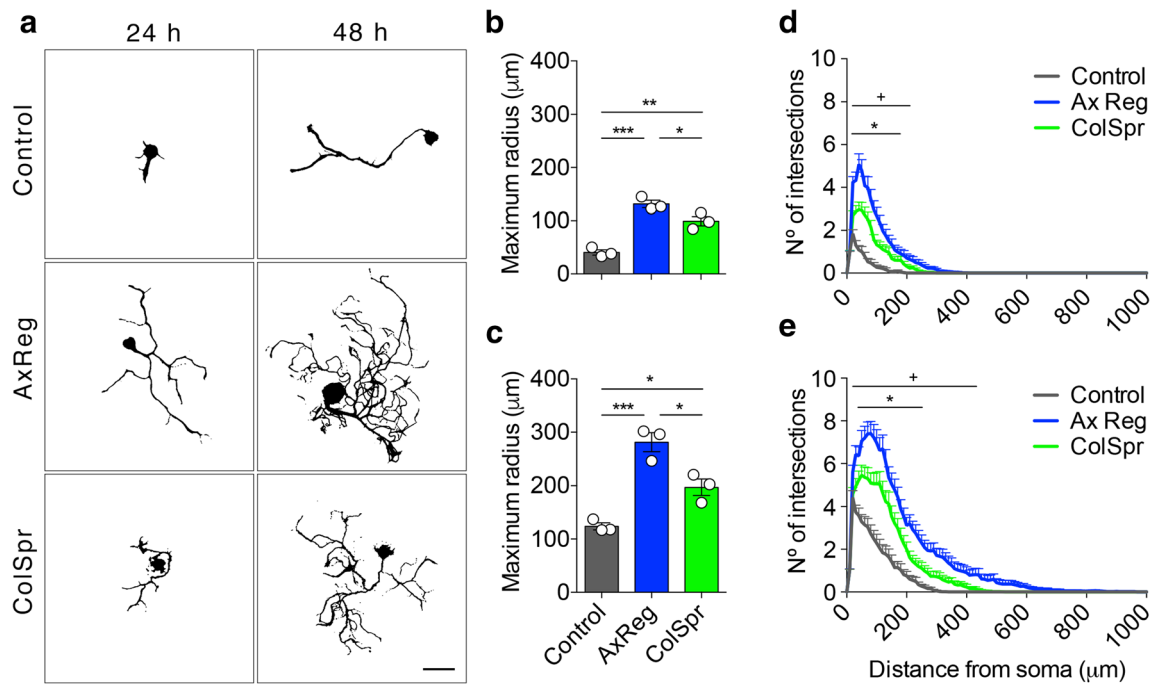 a
24 h
48 h
Control
AxReg
ColSpr
b
Maximum radius (μm)
400
300
200
100
0
**
***
*
c
Maximum radius (μm)
400
300
200
100
0
*
***
*
Control
AxReg
ColSpr
d
Nº of intersections
10
8
6
4
2
0
+
*
Control
Ax Reg
ColSpr
0
200
400
600
800
1000
e
Nº of intersections
10
8
6
4
2
0
+
*
Control
Ax Reg
ColSpr
0
200
400
600
800
1000
Distance from soma (μm)